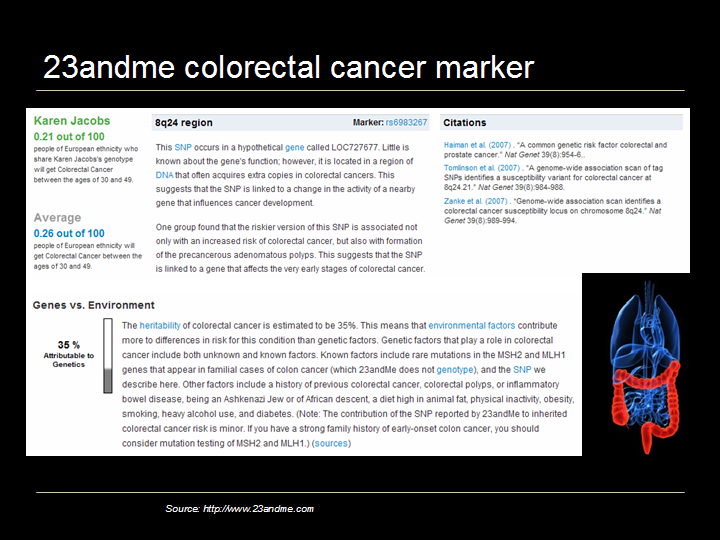 23andme colorectal cancer marker
Karen Jacobs
0.21 out of 100
people of European ethnicity who
share Karen Jacobs's genotype
will get Colorectal Cancer
between the ages of 30 and 49.
Average
0.26 out of 100
people of European ethnicity will
get Colorectal Cancer between the
ages of 30 and 49.
8q24 region Marker: rs6983267
This SNP occurs in a hypothetical gene called LOC727677. Little is
known about the gene's function; however, it is located in a region of
DNA that often acquires extra copies in colorectal cancers. This
suggests that the SNP is linked to a change in the activity of a nearby
gene that influences cancer development.
One group found that the riskier version of this SNP is associated not
only with an increased risk of colorectal cancer, but also with formation
of the precancerous adenomatous polyps. This suggests that the SNP
is linked to a gene that affects the very early stages of colorectal cancer.
Citations
Haiman et al. (2007) . "A common genetic risk factor colorectal and
prostate cancer." Nat Genet 39(8):954-6..
Tomlinson et al. (2007) . "A genome-wide association scan of tag
SNPs identifies a susceptibility variant for colorectal cancer at
8q24.21." Nat Genet 39(8):984-988.
Zanke et al. (2007) . "Genome-wide association scan identifies a
colorectal cancer susceptibility locus on chromosome 8q24." Nat
Genet 39(8):989-994.
Genes vs. Environment
35 %
Attributable to
Genetics
The heritability of colorectal cancer is estimated to be 35%. This means that environmental factors contribute
more to differences in risk for this condition than genetic factors. Genetic factors that play a role in colorectal
cancer include both unknown and known factors. Known factors include rare mutations in the MSH2 and MLH1
genes that appear in familial cases of colon cancer (which 23andMe does not genotype), and the SNP we
describe here. Other factors include a history of previous colorectal cancer, colorectal polyps, or inflammatory
bowel disease, being an Ashkenazi Jew or of African descent, a diet high in animal fat, physical inactivity, obesity,
smoking, heavy alcohol use, and diabetes. (Note: The contribution of the SNP reported by 23andMe to inherited
colorectal cancer risk is minor. If you have a strong family history of early-onset colon cancer, you should
consider mutation testing of MSH2 and MLH1.) (sources)
Source: http://www.23andme.com